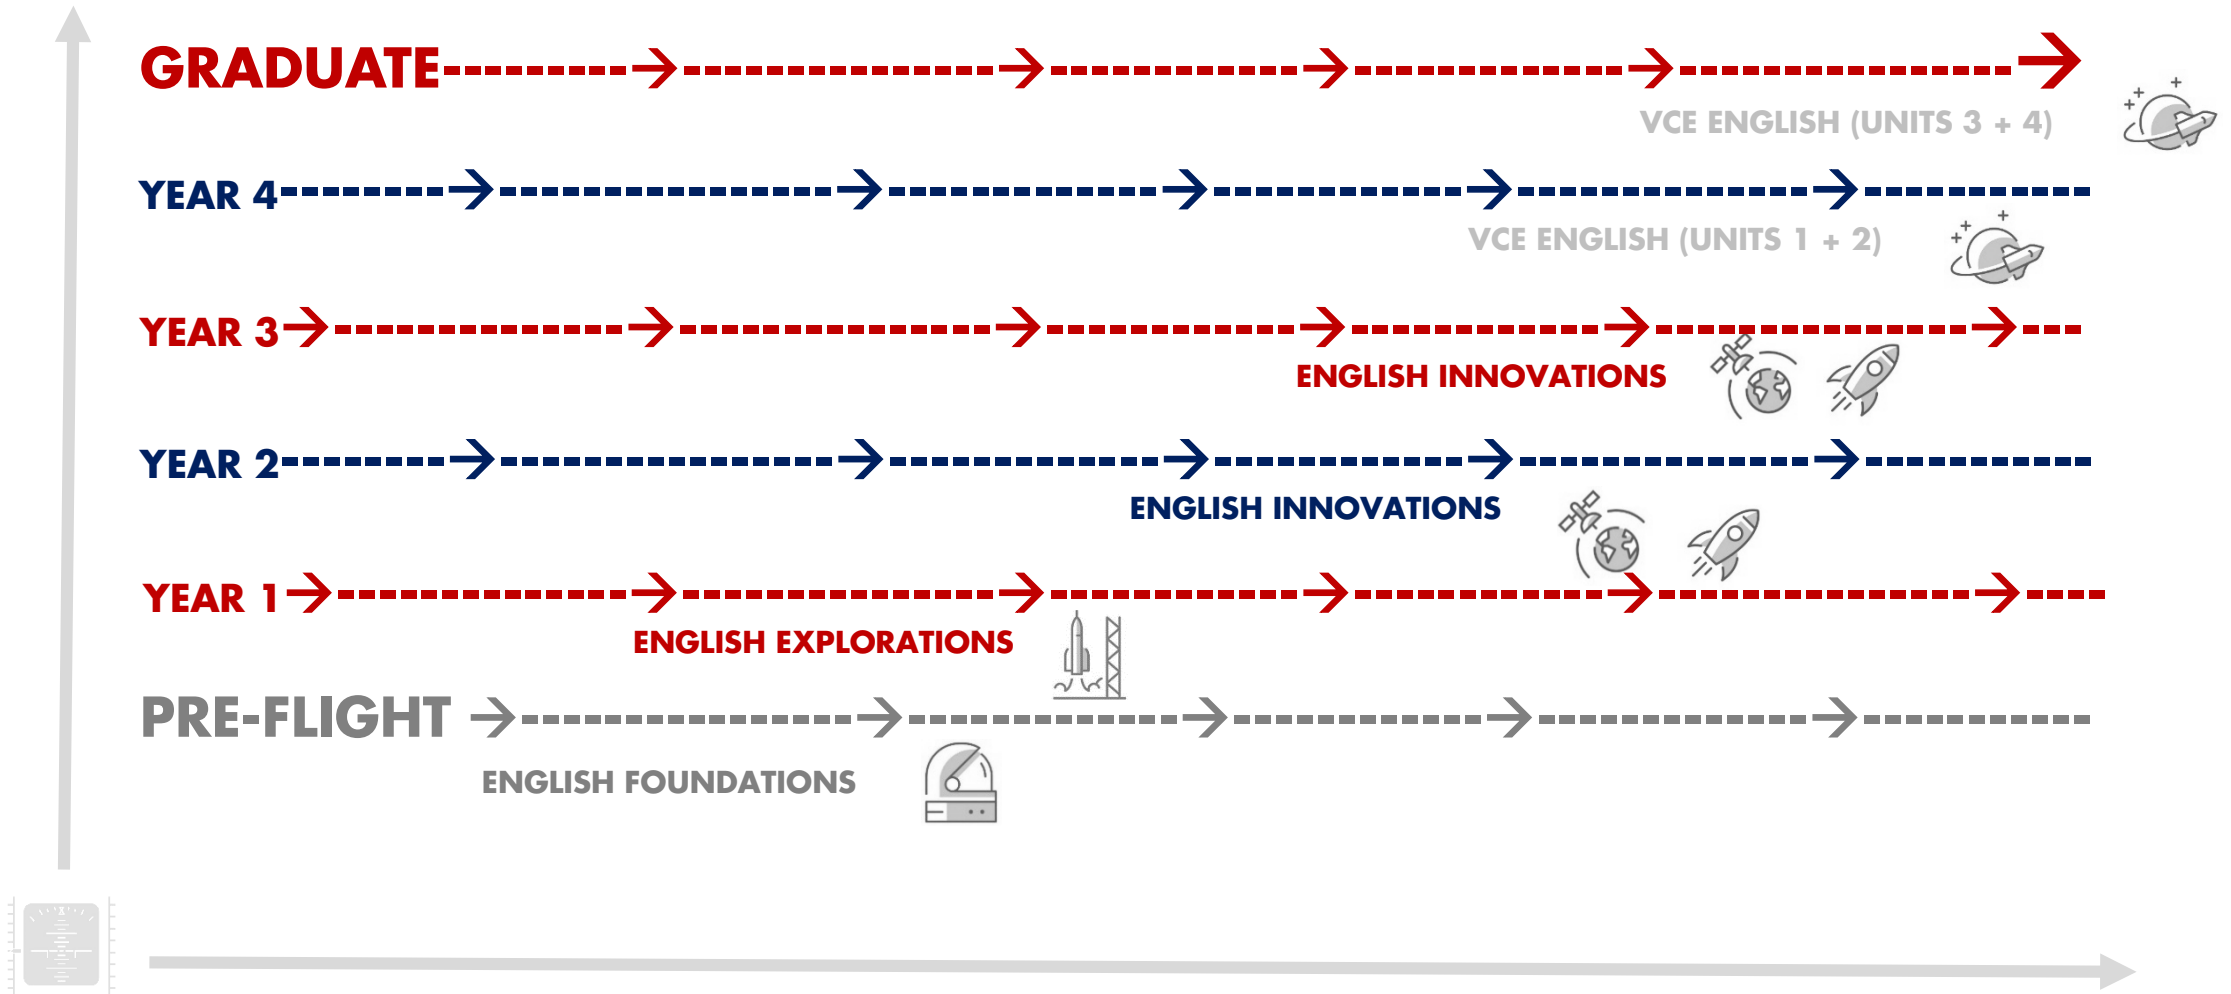 GRADUATE
VCE ENGLISH (UNITS 3 + 4)
YEAR 4
VCE ENGLISH (UNITS 1 + 2)
YEAR 3
ENGLISH INNOVATIONS
YEAR 2
ENGLISH INNOVATIONS
YEAR 1
ENGLISH EXPLORATIONS
PRE-FLIGHT
ENGLISH FOUNDATIONS